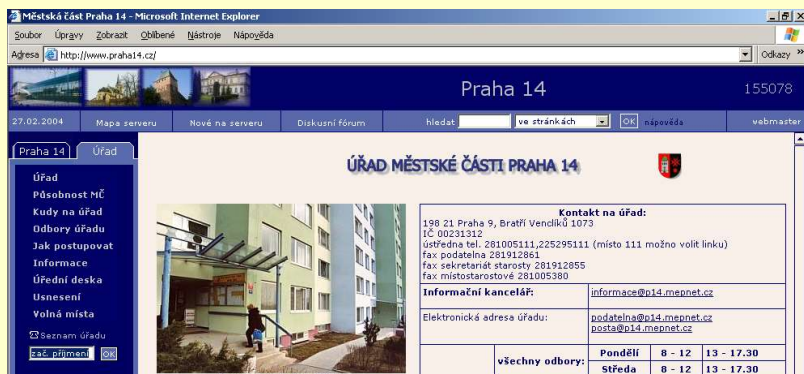 Městská část Praha 14 - Microsoft Internet Explorer
Soubor Úpravy Zobrazit Oblíbené Nástroje Nápověda
Adresa http://www.praha14.cz/ Odkazy »
Praha 14 155078
27.02.2004 Mapa serveru Nové na serveru Diskusní fórum hledat ve stránkách OK nápověda webmaster
Praha 14 Úřad
ÚŘAD MĚSTSKÉ ČÁSTI PRAHA 14
Úřad
Působnost MČ
Kudy na úřad
Odbory úřadu
Jak postupovat
Informace
Úřední deska
Usnesení
Volná místa
Seznam úřadu
zač. příjmení OK
Kontakt na úřad:
198 21 Praha 9, Bratří Venclíků 1073
IČ 00231312
ústředna tel. 281005111,225295111 (místo 111 možno volit linku)
fax podatelna 281912861
fax sekretariát starosty 281912855
fax místostarostové 281005380
Informační kancelář: informace@p14.mepnet.cz
Elektronická adresa úřadu: podatelna@p14.mepnet.cz
posta@p14.mepnet.cz
všechny odbory: Pondělí 8 - 12 13 - 17.30
Středa 8 - 12 13 - 17.30